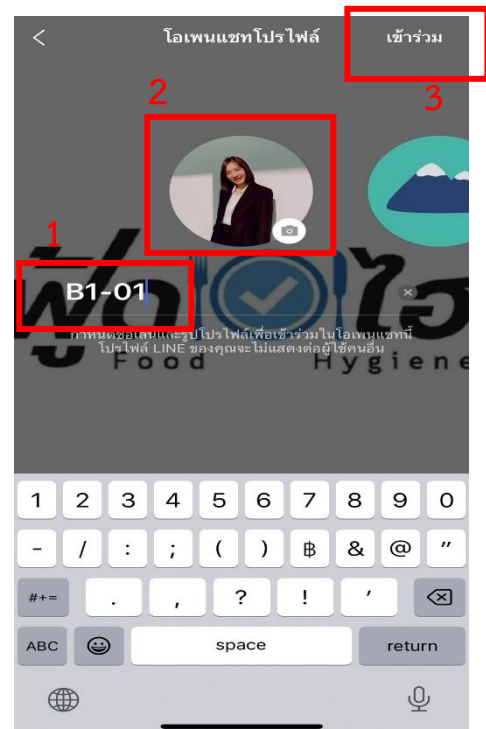 โอเพนแชทโปรไฟล์
เข้าร่วม
2
3
1
B1-01
ฟู้ดไฮ
กำหนดชื่อเล่นและรูปโปรไฟล์เพื่อเข้าร่วมในโอเพนแชทนี้
โปรไฟล์ LINE ของคุณจะไม่แสดงต่อผู้ใช้คนอื่น
Food Hygiene
1 2 3 4 5 6 7 8 9 0
- / : ; ( ) ฿ & @ "
#+= . , ? ! '
ABC space return